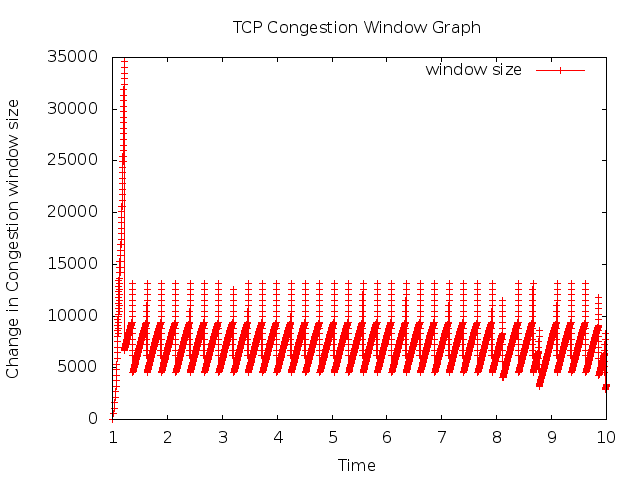 TCP Congestion Window Graph
window size
Change in Congestion window size
35000
30000
25000
20000
15000
10000
5000
0
1 2 3 4 5 6 7 8 9 10
Time